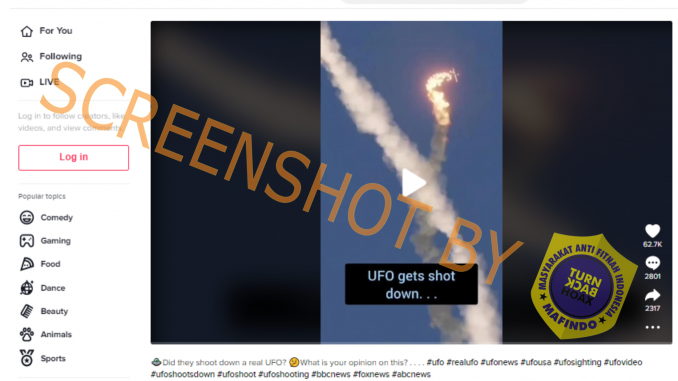 For You
Following
LIVE
Log in to follow creators, like
videos, and view comments.
Log in
Popular topics
Comedy
Gaming
Food
Dance
Beauty
Animals
Sports
SCREENSHOT BY
UFO gets shot
down. . .
62.7K
2801
2317
MASYARAKAT ANTI FITNAH INDONESIA
TURN
BACK
HOAX
MAFINDO
Did they shoot down a real UFO? What is your opinion on this? . . . . #ufo #realufo #ufonews #ufousa #ufosighting #ufovideo
#ufoshootsdown #ufoshoot #ufoshooting #bbcnews #foxnews #abcnews